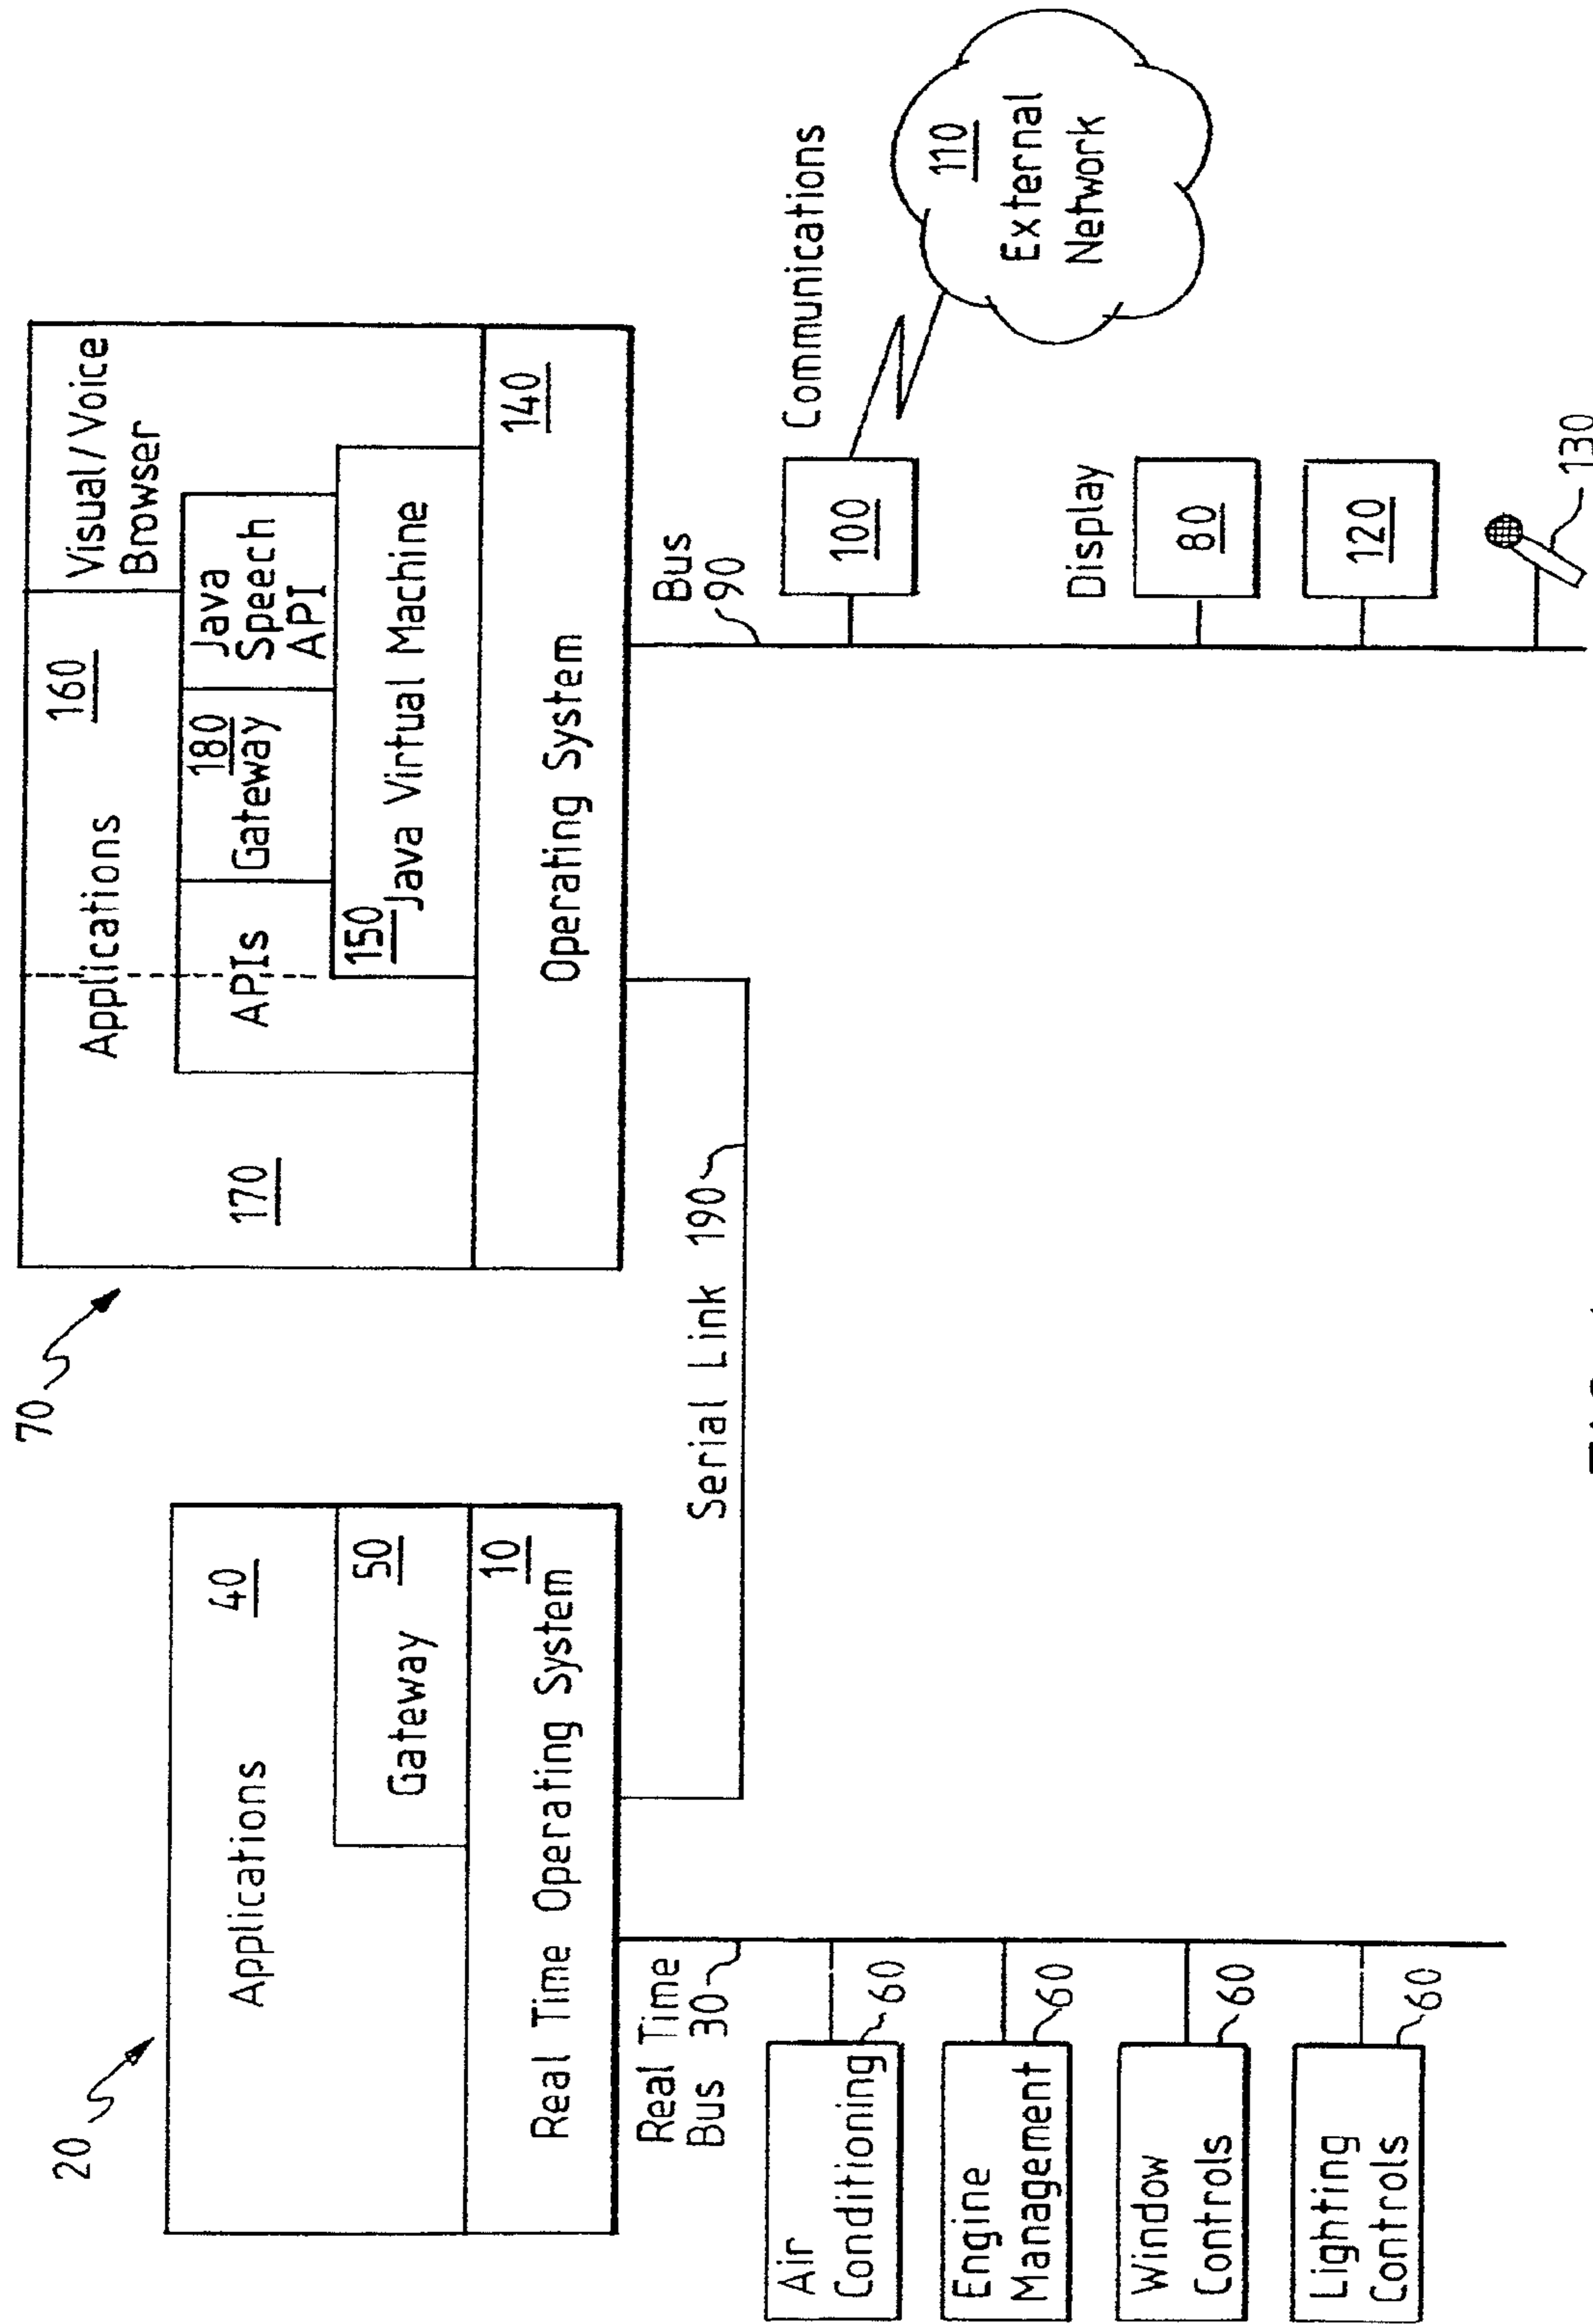 20
Applications
40
Gateway
50
Real Time Operating System
10
Real Time
Bus 30
Air
Conditioning
60
Engine
Management
60
Window
Controls
60
Lighting
Controls
60
Serial Link 190
70
Applications
160
170
Visual/Voice
Browser
APIs
180
Gateway
Java
Speech
API
150
Java Virtual Machine
140
Operating System
Bus
90
Communications
100
110
External
Network
Display
80
120
130